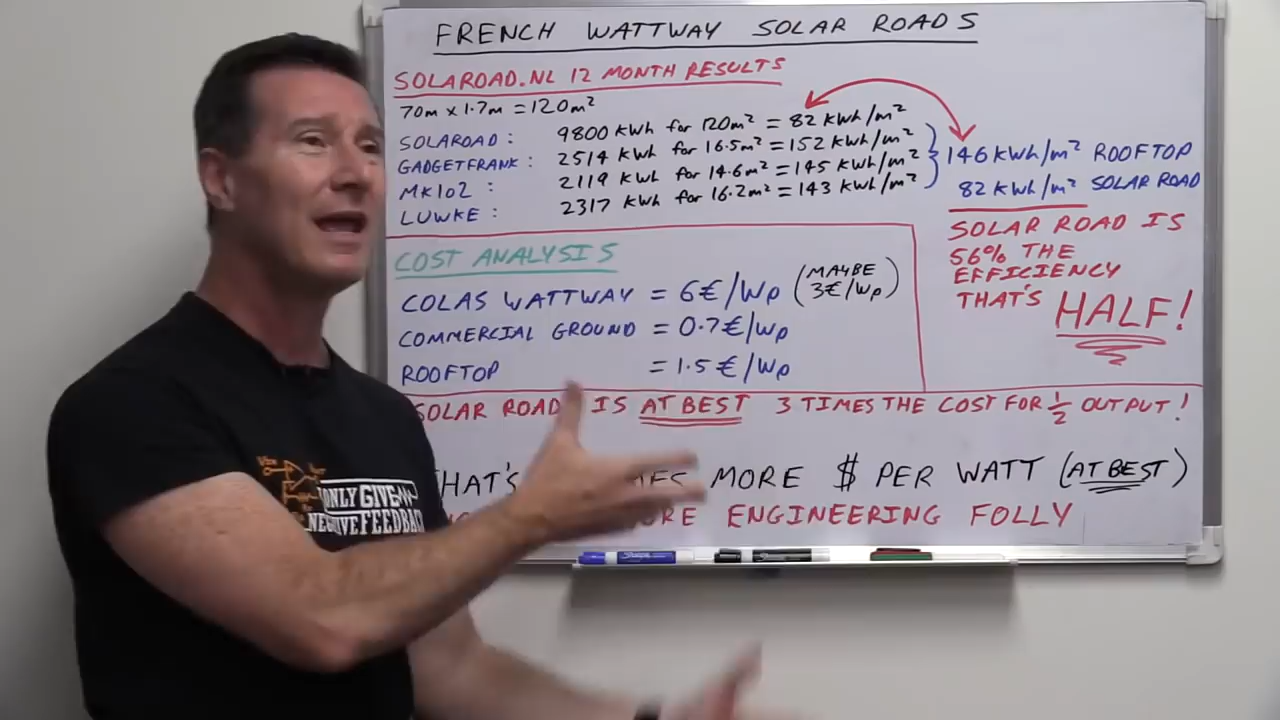 FRENCH WATTWAY SOLAR ROADS
SOLAROAD.NL 12 MONTH RESULTS
70m x 1.7m = 120m²
SOLAROAD: 9800 kWh for 120m² = 82 kWh/m²
GADGETFRANK: 2514 kWh for 16.5m² = 152 kWh/m²
MK102: 2119 kWh for 14.6m² = 145 kWh/m²
LUWKE: 2317 kWh for 16.2m² = 143 kWh/m²
146 kWh/m² ROOFTOP
82 kWh/m² SOLAR ROAD
SOLAR ROAD IS
56% THE
EFFICIENCY
THAT'S HALF!
COST ANALYSIS
COLAS WATTWAY = 6€/Wp (MAYBE 3€/Wp)
COMMERCIAL GROUND = 0.7€/Wp
ROOFTOP = 1.5€/Wp
SOLAR ROAD IS AT BEST 3 TIMES THE COST FOR ½ OUTPUT!
THAT'S MORE $ PER WATT (AT BEST)
ENGINEERING FOLLY
ONLY GIVE
NEGATIVE FEEDBACK
Sharpie